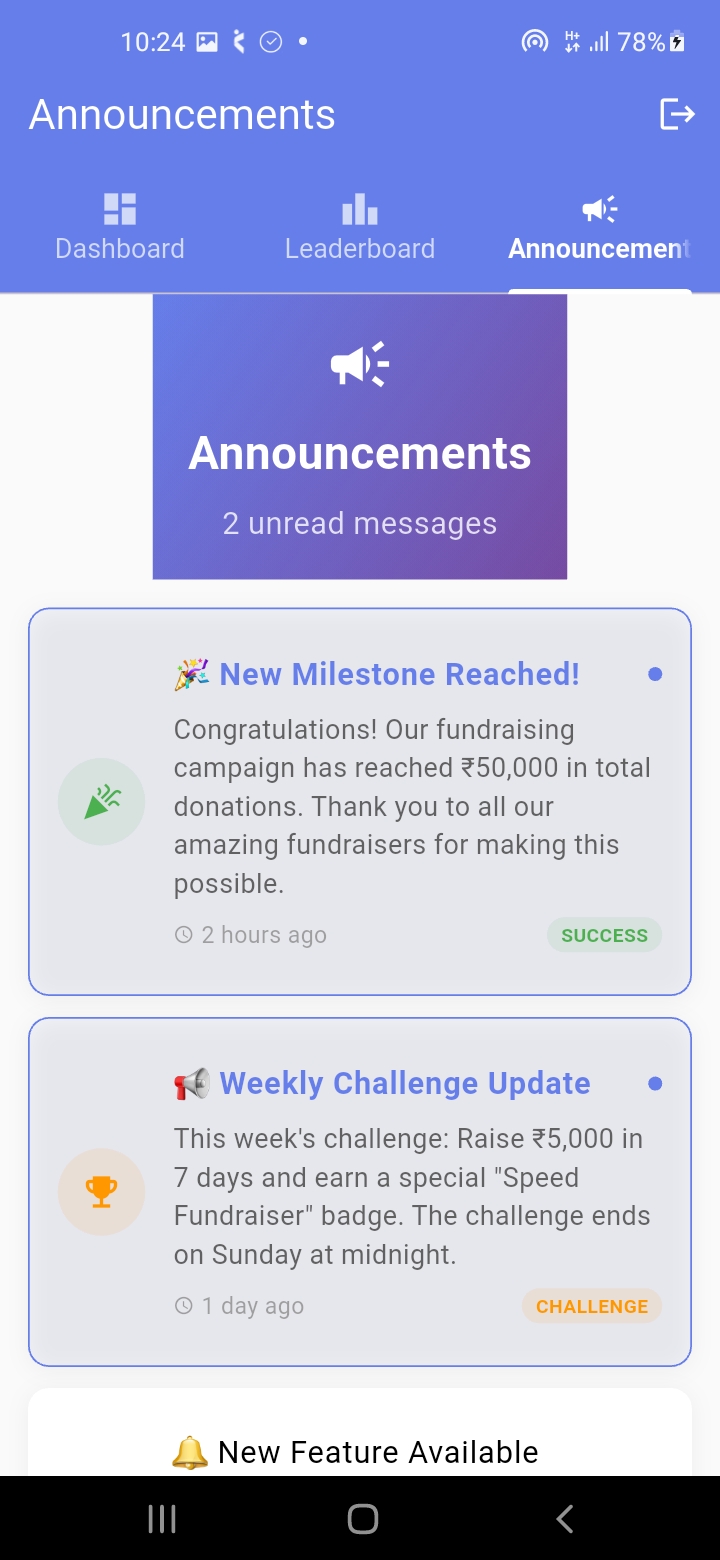 10:24 78%
Announcements
Dashboard Leaderboard Announcement
Announcements
2 unread messages
🎉 New Milestone Reached!
Congratulations! Our fundraising
campaign has reached ₹50,000 in total
donations. Thank you to all our
amazing fundraisers for making this
possible.
2 hours ago SUCCESS
📢 Weekly Challenge Update
This week's challenge: Raise ₹5,000 in
7 days and earn a special "Speed
Fundraiser" badge. The challenge ends
on Sunday at midnight.
1 day ago CHALLENGE
🔔 New Feature Available